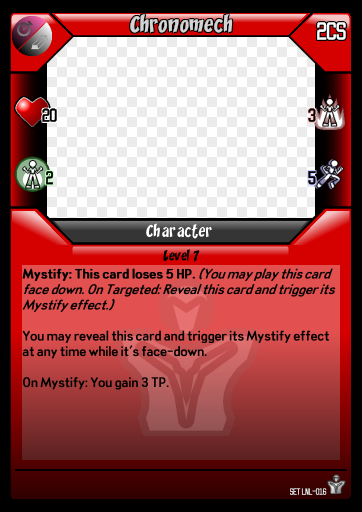 Chronomech
2CS
20
3
2
5
Character
Level 7
Mystify: This card loses 5 HP. (You may play this card
face down. On Targeted: Reveal this card and trigger its
Mystify effect.)
You may reveal this card and trigger its Mystify effect
at any time while it's face-down.
On Mystify: You gain 3 TP.
SET LNL-016